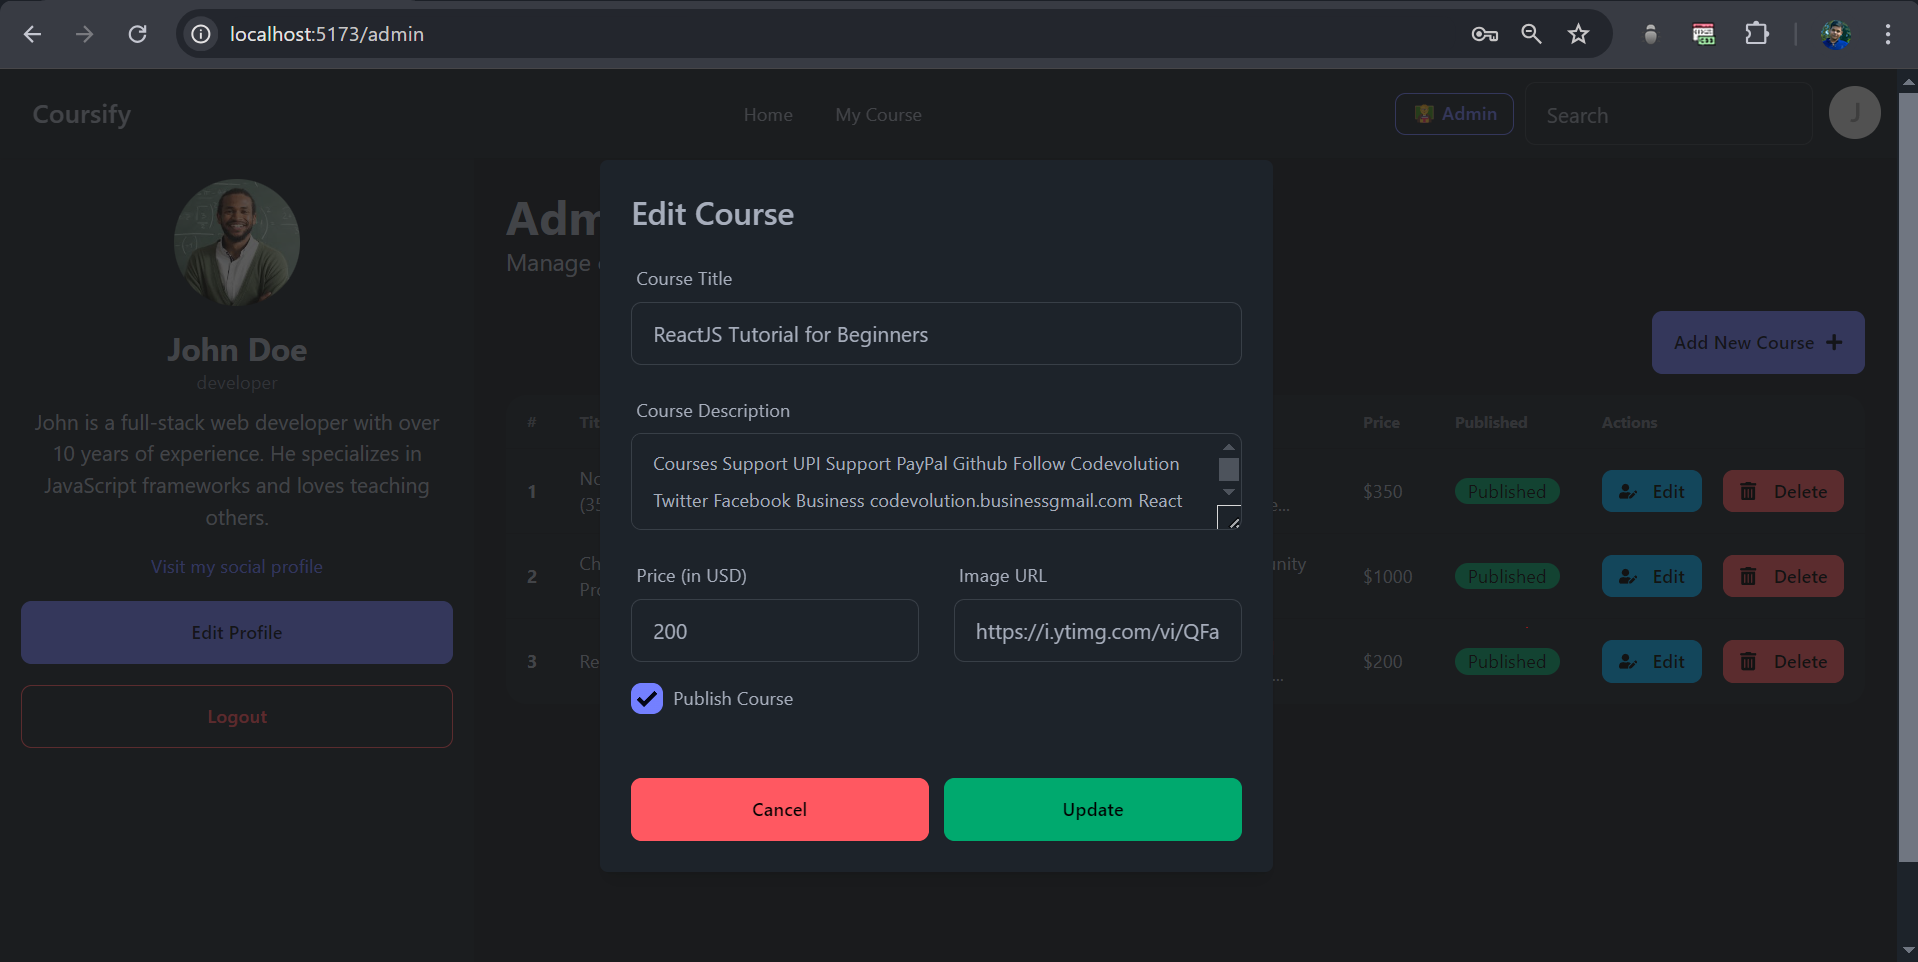 localhost:5173/admin
Coursify
Home
My Course
Admin
Search
J
John Doe
developer
John is a full-stack web developer with over
10 years of experience. He specializes in
JavaScript frameworks and loves teaching
others.
Visit my social profile
Edit Profile
Logout
Adm
Manage
Add New Course
# Tit Price Published Actions
1 No $350 Published Edit Delete
(35 e...
2 Ch nity $1000 Published Edit Delete
Pro
3 Re $200 Published Edit Delete
...
Edit Course
Course Title
ReactJS Tutorial for Beginners
Course Description
Courses Support UPI Support PayPal Github Follow Codevolution
Twitter Facebook Business codevolution.businessgmail.com React
Price (in USD) Image URL
200 https://i.ytimg.com/vi/QFa
Publish Course
Cancel Update